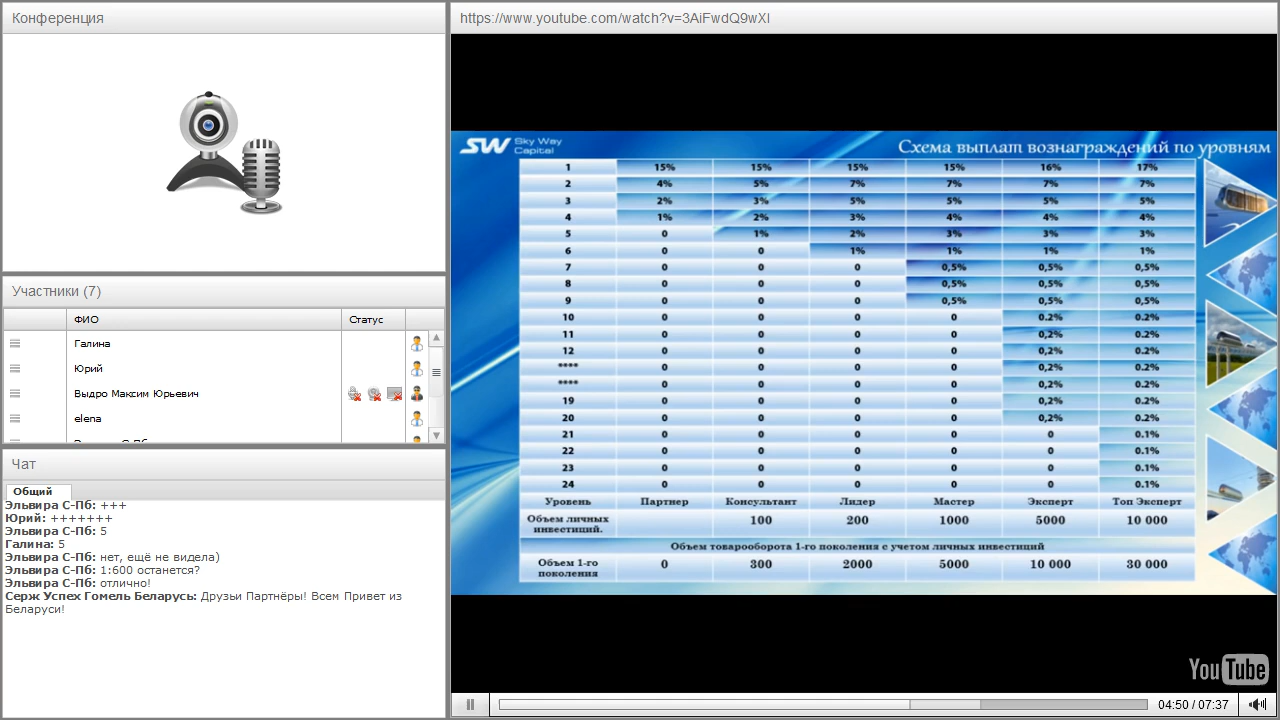 Конференция
Участники (7)
ФИО Статус
Галина
Юрий
Выдро Максим Юрьевич
elena
Чат
Общий
Эльвира С-Пб: +++
Юрий: +++++++
Эльвира С-Пб: 5
Галина: 5
Эльвира С-Пб: нет, ещё не видела)
Эльвира С-Пб: 1:600 останется?
Эльвира С-Пб: отлично!
Серж Успех Гомель Беларусь: Друзьи Партнёры! Всем Привет из
Беларуси!
https://www.youtube.com/watch?v=3AiFwdQ9wXI
SW Sky Way
Capital
Схема выплат вознаграждений по уровням
1 15% 15% 15% 15% 16% 17%
2 4% 5% 7% 7% 7% 7%
3 2% 3% 5% 5% 5% 5%
4 1% 2% 3% 4% 4% 4%
5 0 1% 2% 3% 3% 3%
6 0 0 1% 1% 1% 1%
7 0 0 0 0,5% 0,5% 0,5%
8 0 0 0 0,5% 0,5% 0,5%
9 0 0 0 0,5% 0,5% 0,5%
10 0 0 0 0 0.2% 0.2%
11 0 0 0 0 0,2% 0.2%
12 0 0 0 0 0,2% 0.2%
**** 0 0 0 0 0,2% 0.2%
**** 0 0 0 0 0,2% 0.2%
19 0 0 0 0 0,2% 0.2%
20 0 0 0 0 0,2% 0.2%
21 0 0 0 0 0 0.1%
22 0 0 0 0 0 0.1%
23 0 0 0 0 0 0.1%
24 0 0 0 0 0 0.1%
Уровень Партнер Консультант Лидер Мастер Эксперт Топ Эксперт
Объем личных
инвестиций. 100 200 1000 5000 10 000
Объем товарооборота 1-го поколения с учетом личных инвестиций
Объем 1-го
поколения 0 300 2000 5000 10 000 30 000
YouTube
04:50 / 07:37